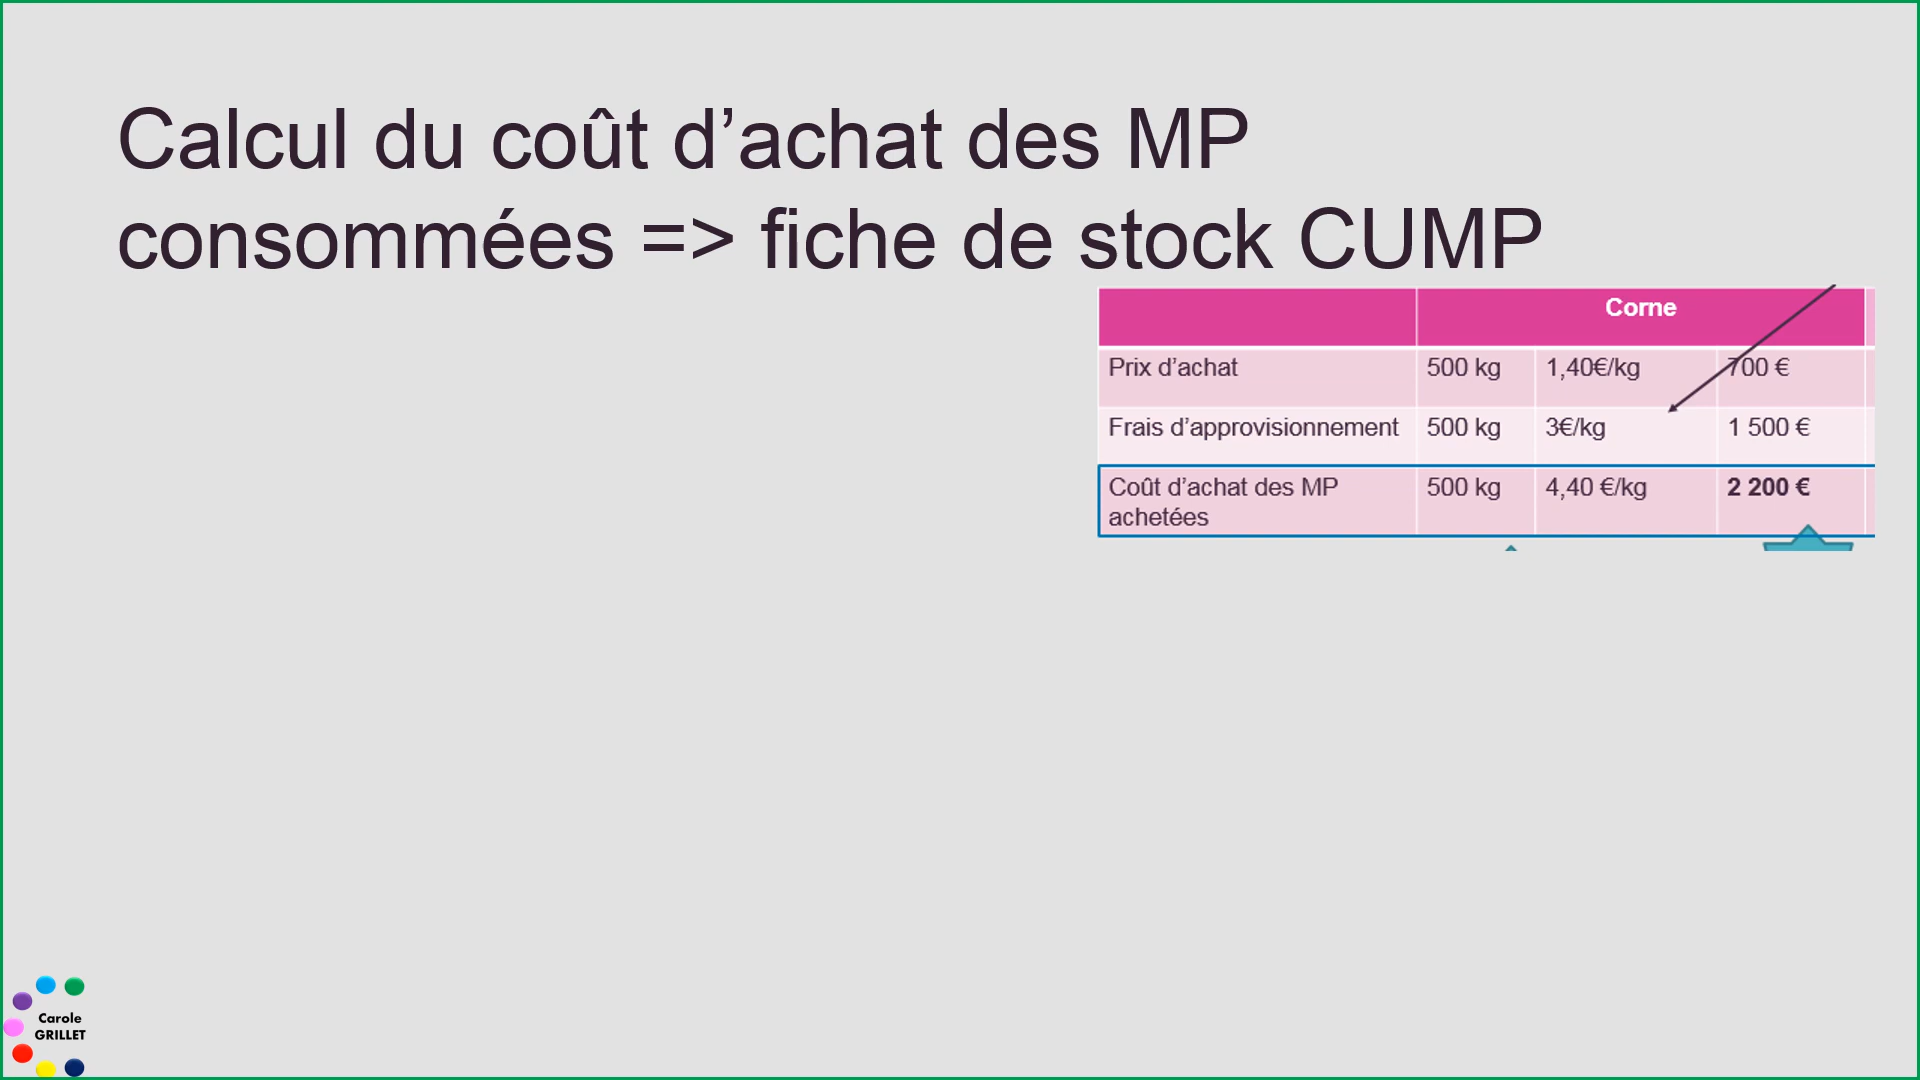 Calcul du coût d’achat des MP
consommées => fiche de stock CUMP
Corne
Prix d’achat 500 kg 1,40€/kg 700 €
Frais d’approvisionnement 500 kg 3€/kg 1 500 €
Coût d’achat des MP 500 kg 4,40 €/kg 2 200 €
achetées
Carole
GRILLET